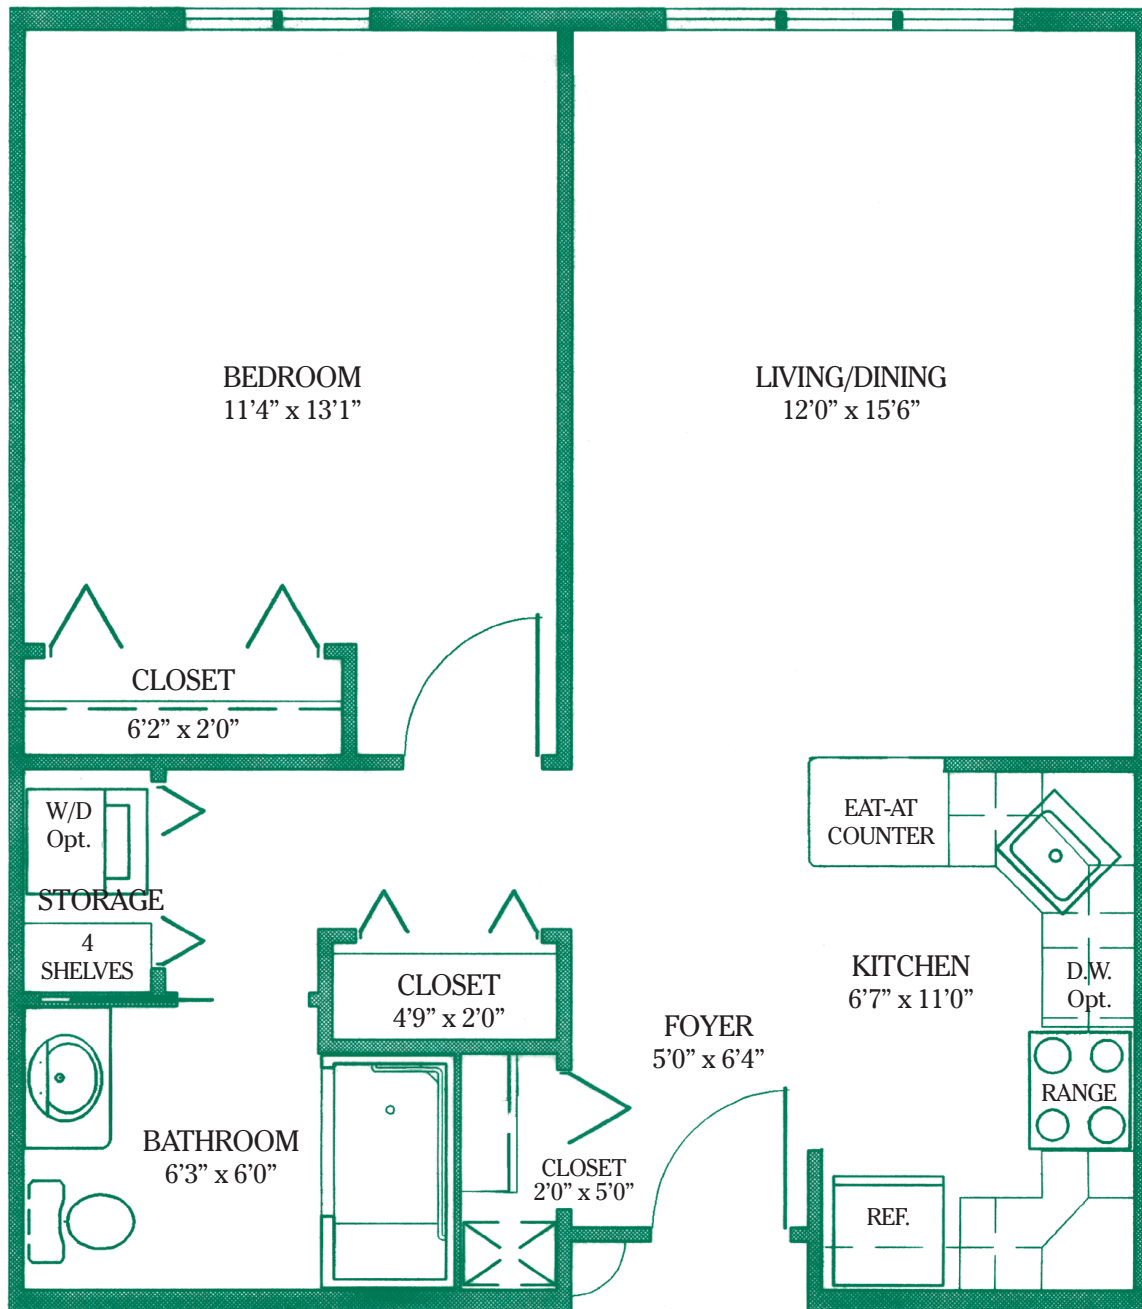 BEDROOM
11’4” x 13’1”
LIVING/DINING
12’0” x 15’6”
CLOSET
6’2” x 2’0”
W/D
Opt.
STORAGE
4
SHELVES
EAT-AT
COUNTER
CLOSET
4’9” x 2’0”
KITCHEN
6’7” x 11’0”
D.W.
Opt.
FOYER
5’0” x 6’4”
RANGE
BATHROOM
6’3” x 6’0”
CLOSET
2’0” x 5’0”
REF.